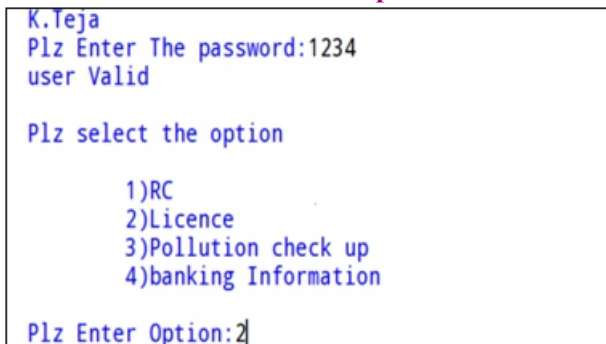 K.Teja
Plz Enter The password:1234
user Valid
Plz select the option
1)RC
2)Licence
3)Pollution check up
4)banking Information
Plz Enter Option:2